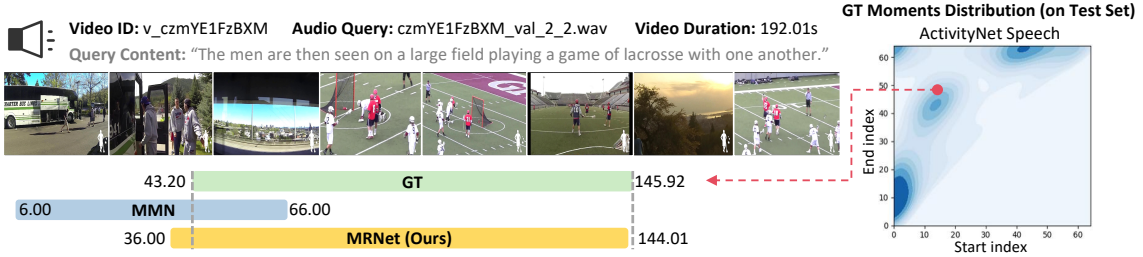 Video ID: v_czmYE1FzBXM Audio Query: czmYE1FzBXM_val_2_2.wav Video Duration: 192.01s
Query Content: “The men are then seen on a large field playing a game of lacrosse with one another.”
43.20 GT 145.92
6.00 MMN 66.00
36.00 MRNet (Ours) 144.01
GT Moments Distribution (on Test Set)
ActivityNet Speech
End index
60
50
40
30
20
10
0
0 10 20 30 40 50 60
Start index